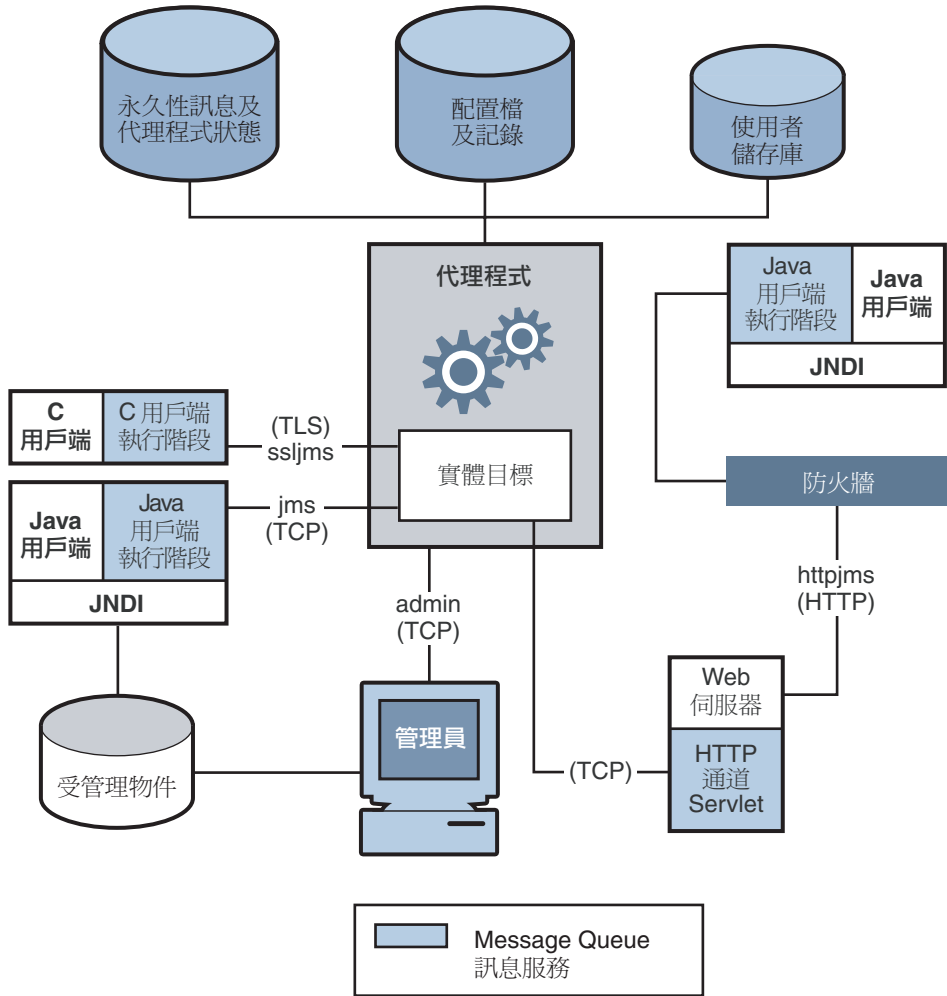 永久性訊息及
代理程式狀態
配置檔
及記錄
使用者
儲存庫
代理程式
實體目標
Java
用戶端
執行階段
Java
用戶端
JNDI
C
用戶端
C 用戶端
執行階段
(TLS)
ssljms
Java
用戶端
Java
用戶端
執行階段
JNDI
jms
(TCP)
防火牆
httpjms
(HTTP)
admin
(TCP)
Web
伺服器
HTTP
通道
Servlet
(TCP)
管理員
受管理物件
Message Queue
訊息服務